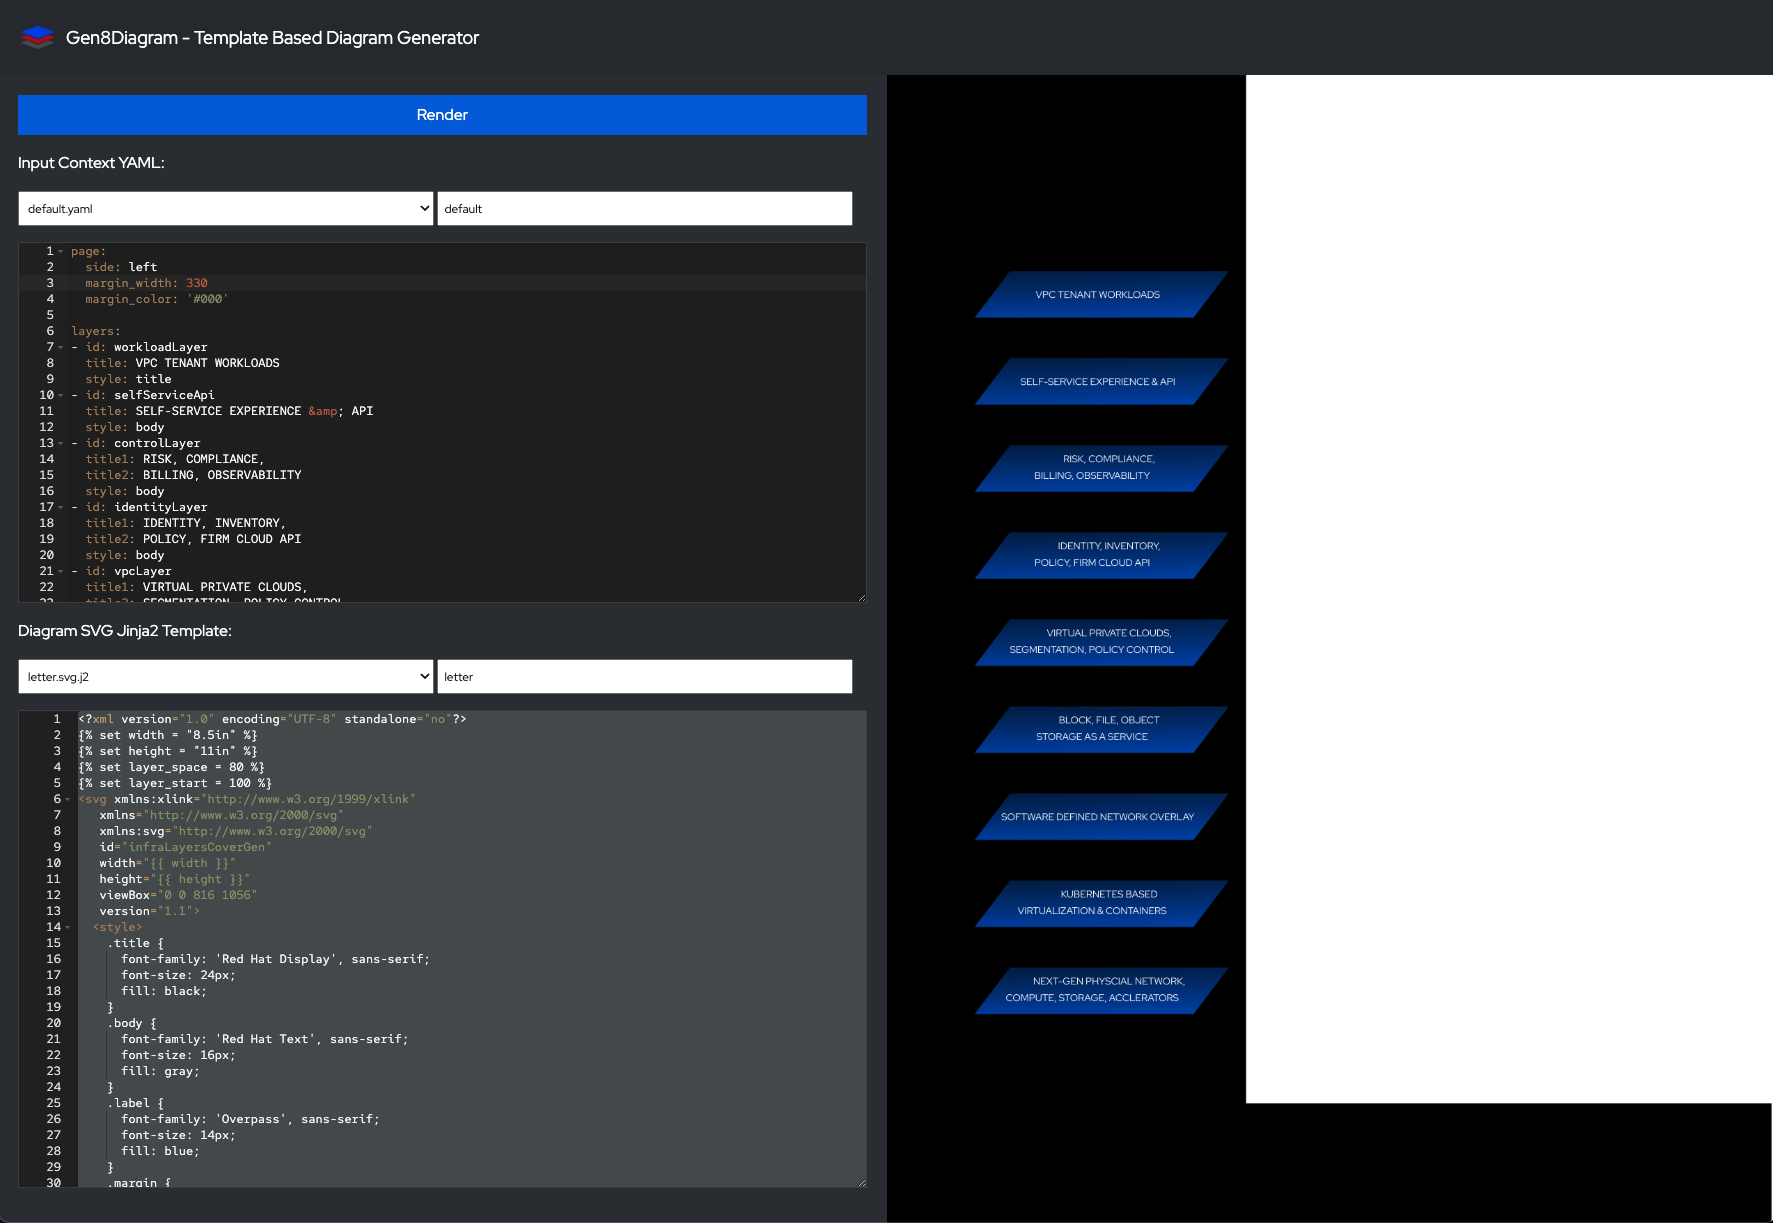 Gen8Diagram - Template Based Diagram Generator
Render
Input Context YAML:
default.yaml
default
1 page:
2 side: left
3 margin_width: 330
4 margin_color: '#000'
5
6 layers:
7 - id: workloadLayer
8 title: VPC TENANT WORKLOADS
9 style: title
10 - id: selfServiceApi
11 title: SELF-SERVICE EXPERIENCE &amp; API
12 style: body
13 - id: controlLayer
14 title1: RISK, COMPLIANCE,
15 title2: BILLING, OBSERVABILITY
16 style: body
17 - id: identityLayer
18 title1: IDENTITY, INVENTORY,
19 title2: POLICY, FIRM CLOUD API
20 style: body
21 - id: vpcLayer
22 title1: VIRTUAL PRIVATE CLOUDS,
23 title2: SEGMENTATION, POLICY CONTROL
Diagram SVG Jinja2 Template:
letter.svg.j2
letter
1 <?xml version="1.0" encoding="UTF-8" standalone="no"?>
2 {% set width = "8.5in" %}
3 {% set height = "11in" %}
4 {% set layer_space = 80 %}
5 {% set layer_start = 100 %}
6 <svg xmlns:xlink="http://www.w3.org/1999/xlink"
7 xmlns="http://www.w3.org/2000/svg"
8 xmlns:svg="http://www.w3.org/2000/svg"
9 id="infraLayersCoverGen"
10 width="{{ width }}"
11 height="{{ height }}"
12 viewBox="0 0 816 1056"
13 version="1.1">
14 <style>
15 .title {
16 font-family: 'Red Hat Display', sans-serif;
17 font-size: 24px;
18 fill: black;
19 }
20 .body {
21 font-family: 'Red Hat Text', sans-serif;
22 font-size: 16px;
23 fill: gray;
24 }
25 .label {
26 font-family: 'Overpass', sans-serif;
27 font-size: 14px;
28 fill: blue;
29 }
30 .margin {
VPC TENANT WORKLOADS
SELF-SERVICE EXPERIENCE & API
RISK, COMPLIANCE,
BILLING, OBSERVABILITY
IDENTITY, INVENTORY,
POLICY, FIRM CLOUD API
VIRTUAL PRIVATE CLOUDS,
SEGMENTATION, POLICY CONTROL
BLOCK, FILE, OBJECT
STORAGE AS A SERVICE
SOFTWARE DEFINED NETWORK OVERLAY
KUBERNETES BASED
VIRTUALIZATION & CONTAINERS
NEXT-GEN PHYSCIAL NETWORK,
COMPUTE, STORAGE, ACCLERATORS